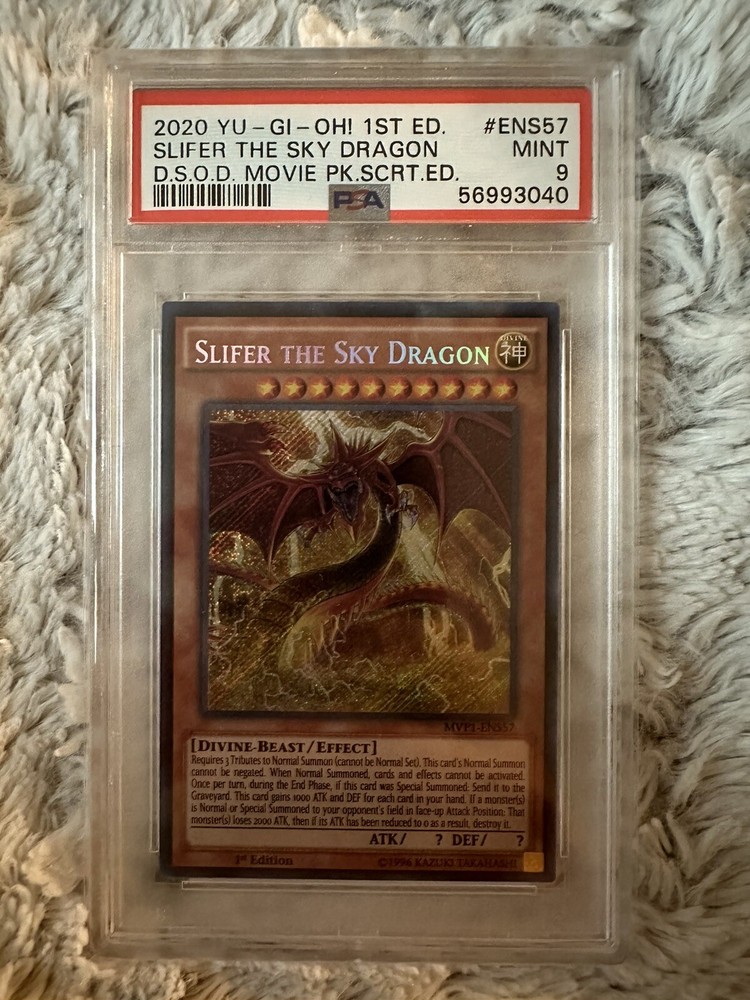 2020 YU-GI-OH! 1ST ED. #ENS57
SLIFER THE SKY DRAGON MINT
D.S.O.D. MOVIE PK.SCRT.ED. 9
PSA 56993040
SLIFER THE SKY DRAGON
DIVINE
神
MVP1-ENS57
[DIVINE-BEAST/EFFECT]
Requires 3 Tributes to Normal Summon (cannot be Normal Set). This card's Normal Summon
cannot be negated. When Normal Summoned, cards and effects cannot be activated.
Once per turn, during the End Phase, if this card was Special Summoned: Send it to the
Graveyard. This card gains 1000 ATK and DEF for each card in your hand. If a monster(s)
is Normal or Special Summoned to your opponent's field in face-up Attack Position: That
monster(s) loses 2000 ATK, then if its ATK has been reduced to 0 as a result, destroy it.
ATK/ ? DEF/ ?
1st Edition ©1996 KAZUKI TAKAHASHI